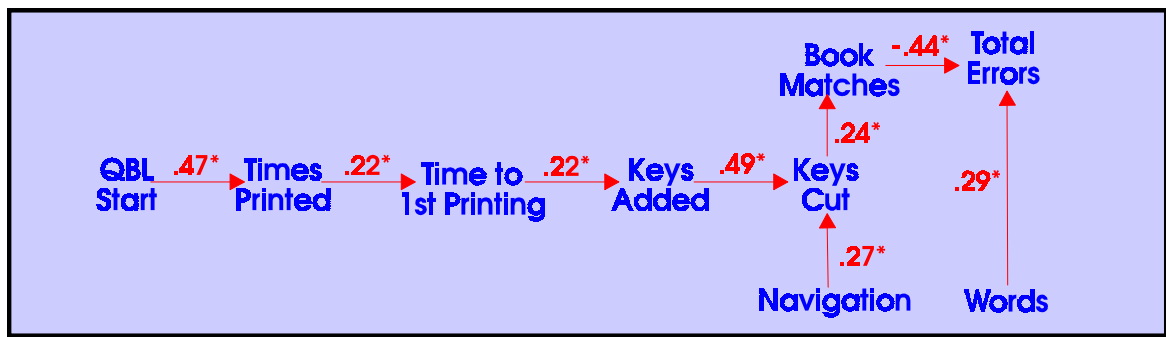 Book
Matches
-.44*
Total
Errors
.24*
QBL
Start
.47*
Times
Printed
.22*
Time to
1st Printing
.22*
Keys
Added
.49*
Keys
Cut
.29*
.27*
Navigation
Words